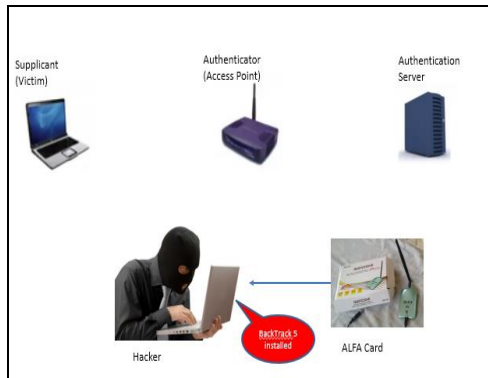 Supplicant
(Victim)
Authenticator
(Access Point)
Authentication
Server
BackTrack 5
installed
Hacker
ALFA Card